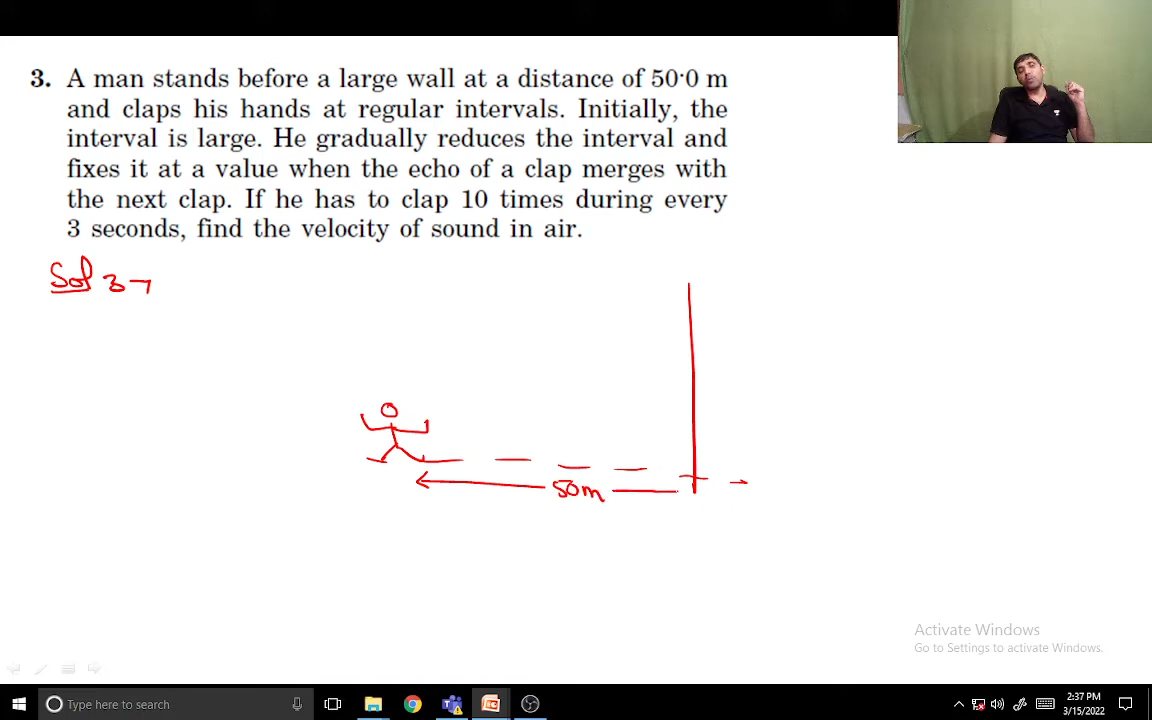 3. A man stands before a large wall at a distance of 50·0 m
and claps his hands at regular intervals. Initially, the
interval is large. He gradually reduces the interval and
fixes it at a value when the echo of a clap merges with
the next clap. If he has to clap 10 times during every
3 seconds, find the velocity of sound in air.
Sol 3 →
50m
Activate Windows
Go to Settings to activate Windows.
Type here to search
2:37 PM
3/15/2022